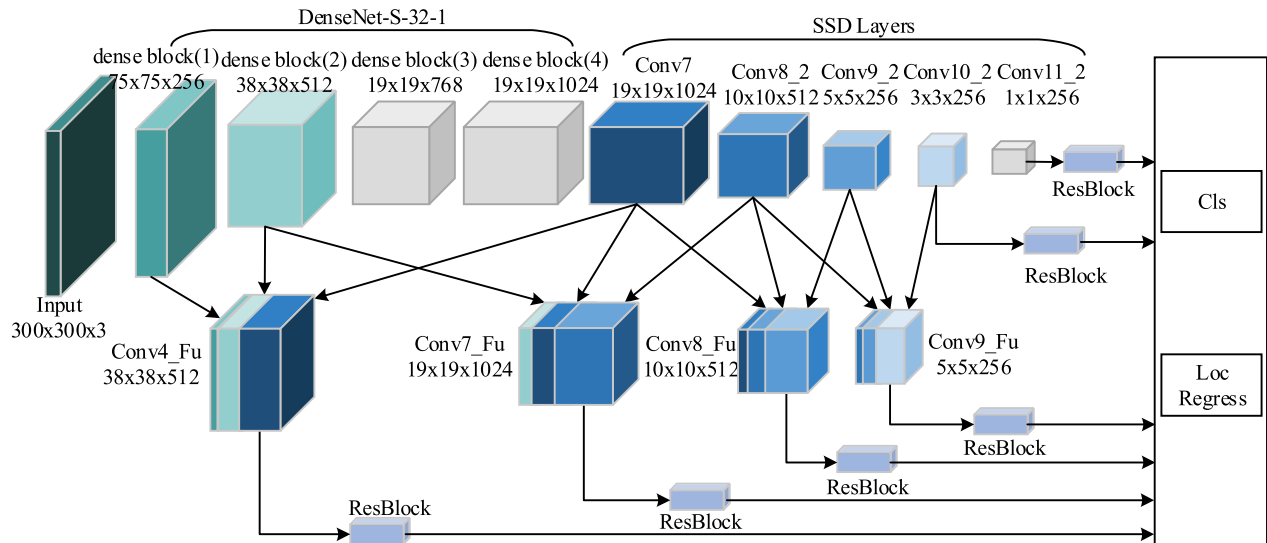 DenseNet-S-32-1
SSD Layers
dense block(1)
75x75x256
dense block(2)
38x38x512
dense block(3)
19x19x768
dense block(4)
19x19x1024
Conv7
19x19x1024
Conv8_2
10x10x512
Conv9_2
5x5x256
Conv10_2
3x3x256
Conv11_2
1x1x256
ResBlock
Cls
ResBlock
Input
300x300x3
Conv4_Fu
38x38x512
Conv7_Fu
19x19x1024
Conv8_Fu
10x10x512
Conv9_Fu
5x5x256
Loc
Regress
ResBlock
ResBlock
ResBlock
ResBlock